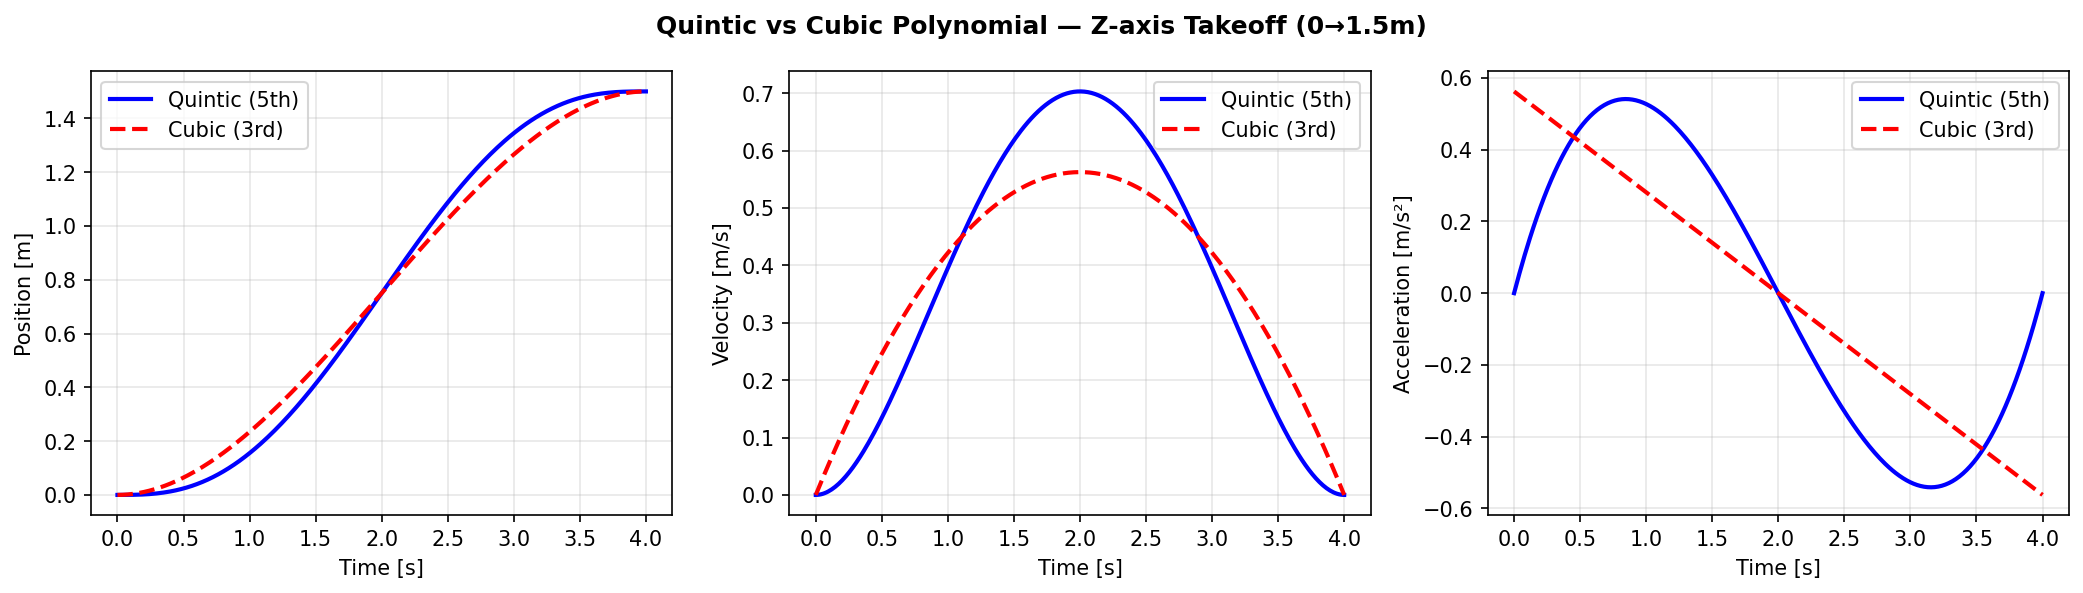 Quintic vs Cubic Polynomial — Z-axis Takeoff (0→1.5m)
Quintic (5th)
Cubic (3rd)
Position [m]
1.4
1.2
1.0
0.8
0.6
0.4
0.2
0.0
0.0 0.5 1.0 1.5 2.0 2.5 3.0 3.5 4.0
Time [s]
Quintic (5th)
Cubic (3rd)
Velocity [m/s]
0.7
0.6
0.5
0.4
0.3
0.2
0.1
0.0
0.0 0.5 1.0 1.5 2.0 2.5 3.0 3.5 4.0
Time [s]
Quintic (5th)
Cubic (3rd)
Acceleration [m/s²]
0.6
0.4
0.2
0.0
−0.2
−0.4
−0.6
0.0 0.5 1.0 1.5 2.0 2.5 3.0 3.5 4.0
Time [s]